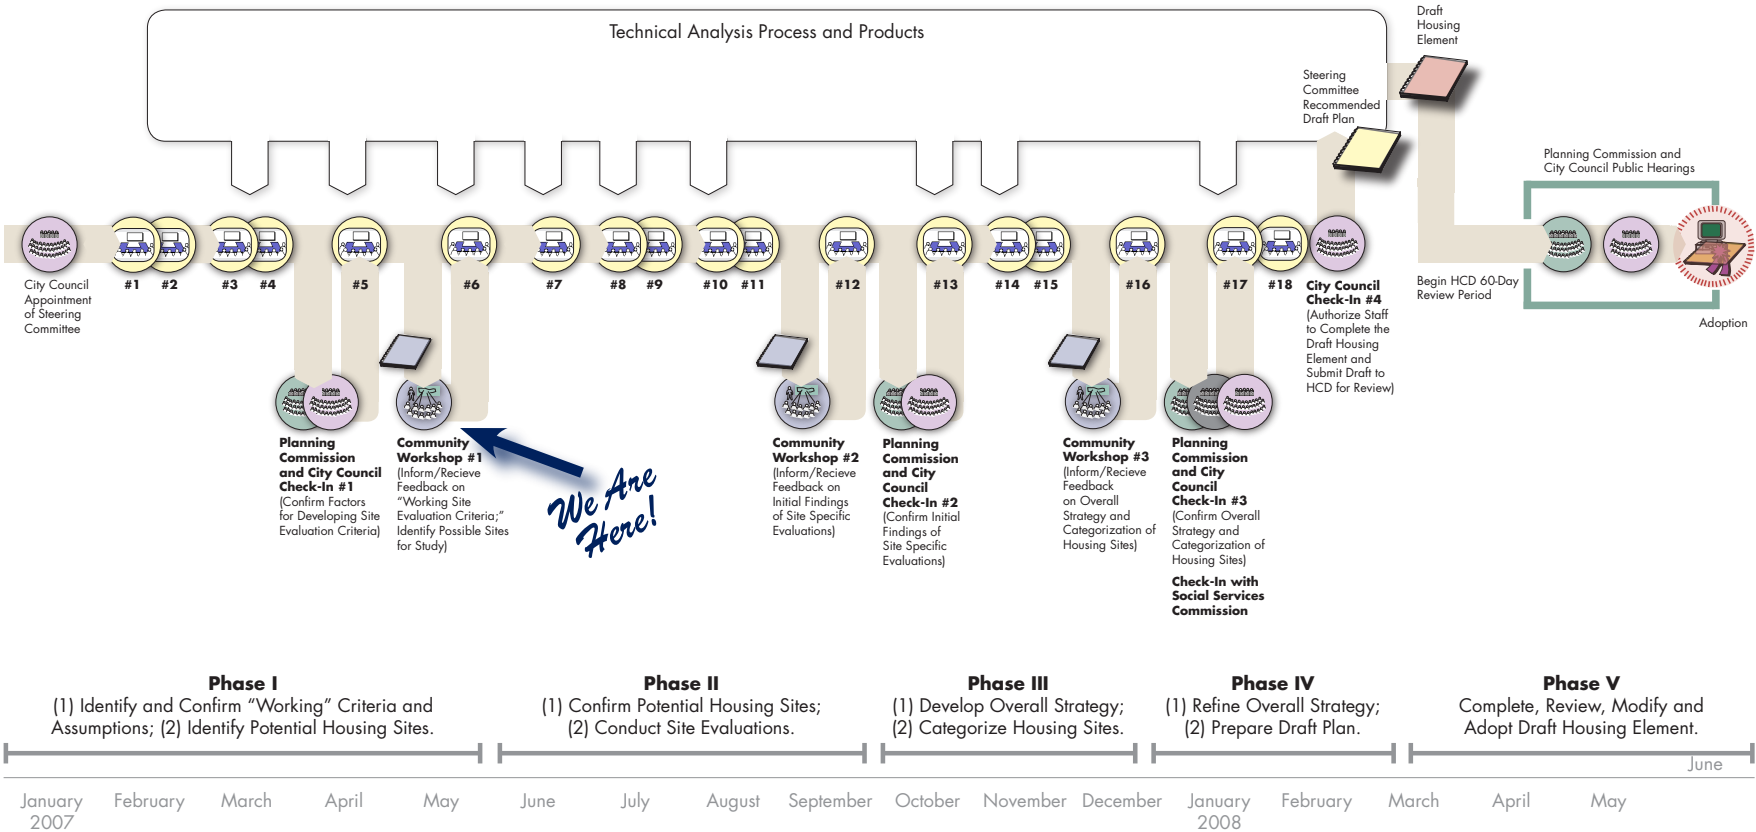 Technical Analysis Process and Products
Draft
Housing
Element
Steering
Committee
Recommended
Draft Plan
Planning Commission and
City Council Public Hearings
City Council
Appointment
of Steering
Committee
#1
#2
#3
#4
#5
#6
#7
#8
#9
#10
#11
#12
#13
#14
#15
#16
#17
#18
City Council
Check-In #4
(Authorize Staff
to Complete the
Draft Housing
Element and
Submit Draft to
HCD for Review)
Begin HCD 60-Day
Review Period
Adoption
Planning
Commission
and City Council
Check-In #1
(Confirm Factors
for Developing Site
Evaluation Criteria)
Community
Workshop #1
(Inform/Recieve
Feedback on
“Working Site
Evaluation Criteria;”
Identify Possible Sites
for Study)
We Are
Here!
Community
Workshop #2
(Inform/Recieve
Feedback on
Initial Findings
of Site Specific
Evaluations)
Planning
Commission
and City
Council
Check-In #2
(Confirm Initial
Findings of
Site Specific
Evaluations)
Community
Workshop #3
(Inform/Recieve
Feedback
on Overall
Strategy and
Categorization of
Housing Sites)
Planning
Commission
and City
Council
Check-In #3
(Confirm Overall
Strategy and
Categorization of
Housing Sites)
Check-In with
Social Services
Commission
Phase I
(1) Identify and Confirm “Working” Criteria and
Assumptions; (2) Identify Potential Housing Sites.
Phase II
(1) Confirm Potential Housing Sites;
(2) Conduct Site Evaluations.
Phase III
(1) Develop Overall Strategy;
(2) Categorize Housing Sites.
Phase IV
(1) Refine Overall Strategy;
(2) Prepare Draft Plan.
Phase V
Complete, Review, Modify and
Adopt Draft Housing Element.
June
January
2007
February
March
April
May
June
July
August
September
October
November
December
January
2008
February
March
April
May